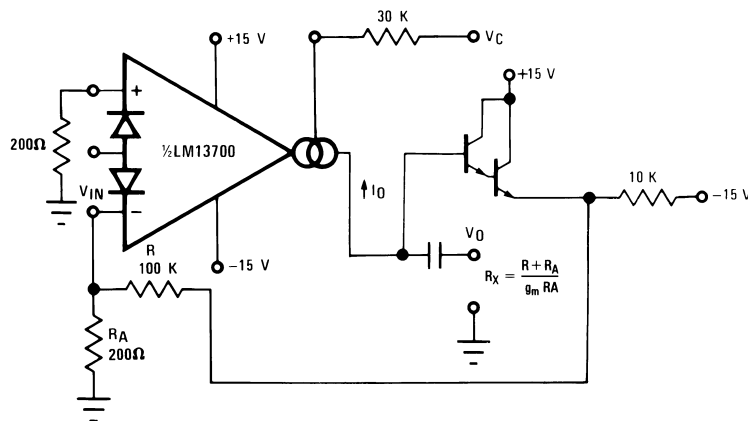 30 K
VC
+15 V
+15 V
+
200Ω
½LM13700
VIN
−
IO
10 K
−15 V
R
100 K
−15 V
VO
RX = R + RA
gm RA
RA
200Ω